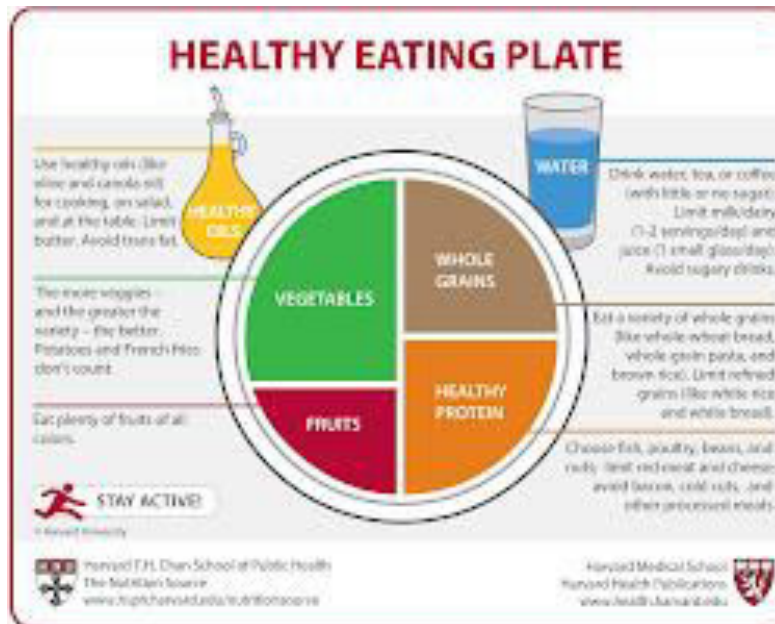 HEALTHY EATING PLATE
Use healthy oils (like
olive and canola oil)
for cooking, on salad,
and at the table. Limit
butter. Avoid trans fat.
HEALTHY
OILS
The more veggies –
and the greater the
variety – the better.
Potatoes and French fries
don't count.
Eat plenty of fruits of all
colors.
VEGETABLES
FRUITS
WHOLE
GRAINS
HEALTHY
PROTEIN
WATER
Drink water, tea, or coffee
(with little or no sugar).
Limit milk/dairy
(1-2 servings/day) and
juice (1 small glass/day).
Avoid sugary drinks.
Eat a variety of whole grains
(like whole-wheat bread,
whole-grain pasta, and
brown rice). Limit refined
grains (like white rice
and white bread).
Choose fish, poultry, beans, and
nuts; limit red meat and cheese;
avoid bacon, cold cuts, and
other processed meats.
STAY ACTIVE!
© Harvard University
Harvard T.H. Chan School of Public Health
The Nutrition Source
www.hsph.harvard.edu/nutritionsource
Harvard Medical School
Harvard Health Publications
www.health.harvard.edu